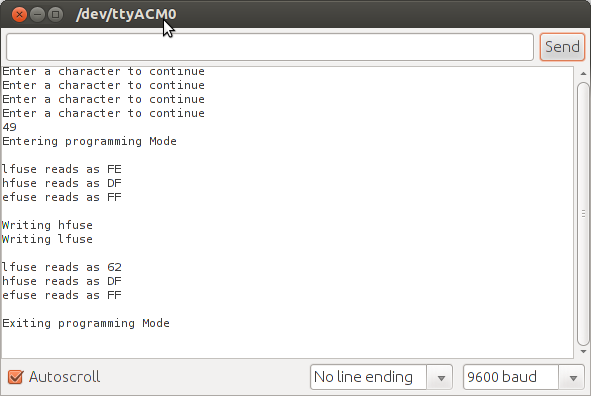 /dev/ttyACM0
Send
Enter a character to continue
Enter a character to continue
Enter a character to continue
Enter a character to continue
49
Entering programming Mode
lfuse reads as FE
hfuse reads as DF
efuse reads as FF
Writing hfuse
Writing lfuse
lfuse reads as 62
hfuse reads as DF
efuse reads as FF
Exiting programming Mode
Autoscroll
No line ending
9600 baud